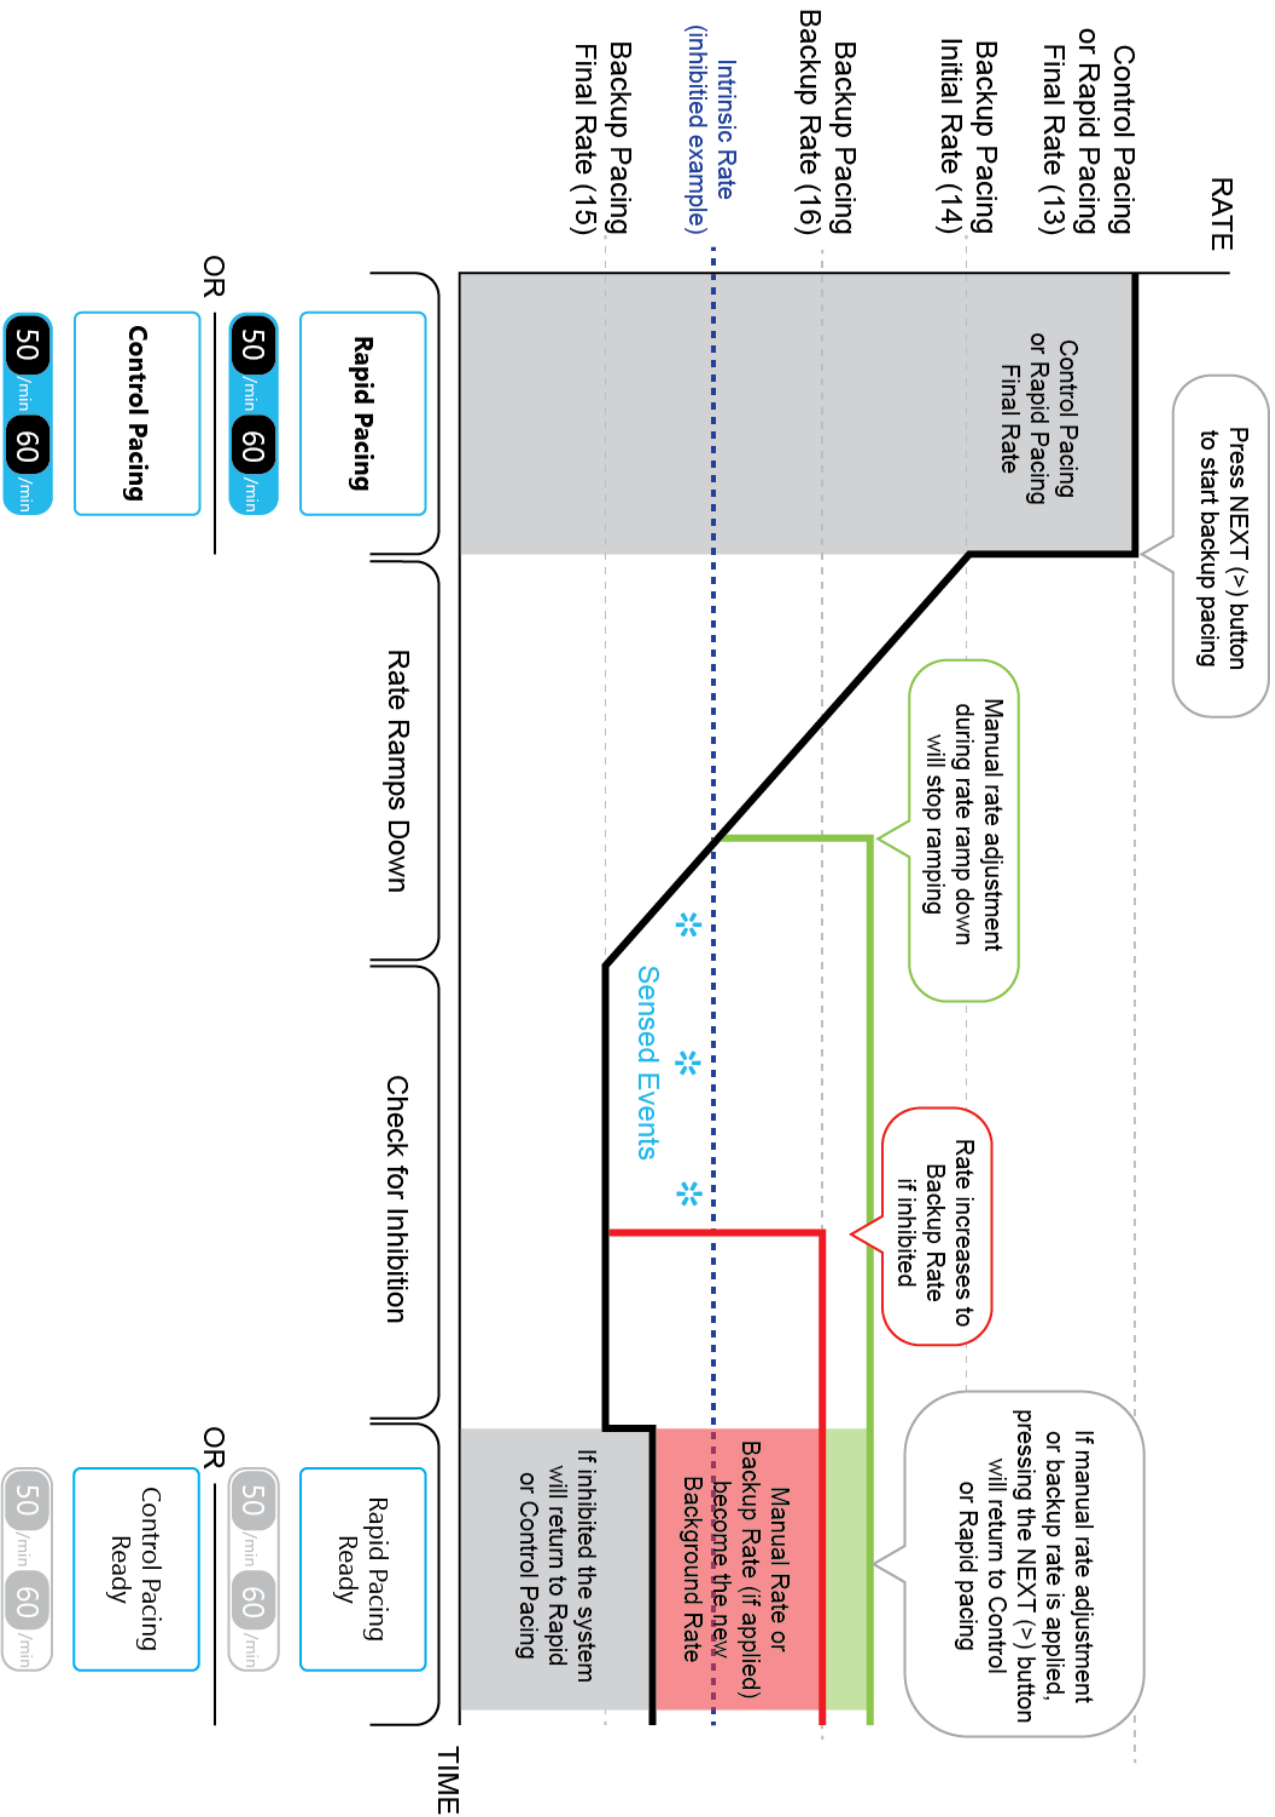 RATE
Control Pacing
or Rapid Pacing
Final Rate (13)
Backup Pacing
Initial Rate (14)
Backup Pacing
Backup Rate (16)
Intrinsic Rate
(inhibitied example)
Backup Pacing
Final Rate (15)
Press NEXT (>) button
to start backup pacing
Control Pacing
or Rapid Pacing
Final Rate
Manual rate adjustment
during rate ramp down
will stop ramping
Rate increases to
Backup Rate
if inhibited
If manual rate adjustment
or backup rate is applied,
pressing the NEXT (>) button
will return to Control
or Rapid pacing
Sensed Events
Manual Rate or
Backup Rate (if applied)
become the new
Background Rate
If inhibited the system
will return to Rapid
or Control Pacing
TIME
Rapid Pacing
50 /min 60 /min
OR
Control Pacing
50 /min 60 /min
Rate Ramps Down
Check for Inhibition
Rapid Pacing
Ready
50 /min 60 /min
OR
Control Pacing
Ready
50 /min 60 /min